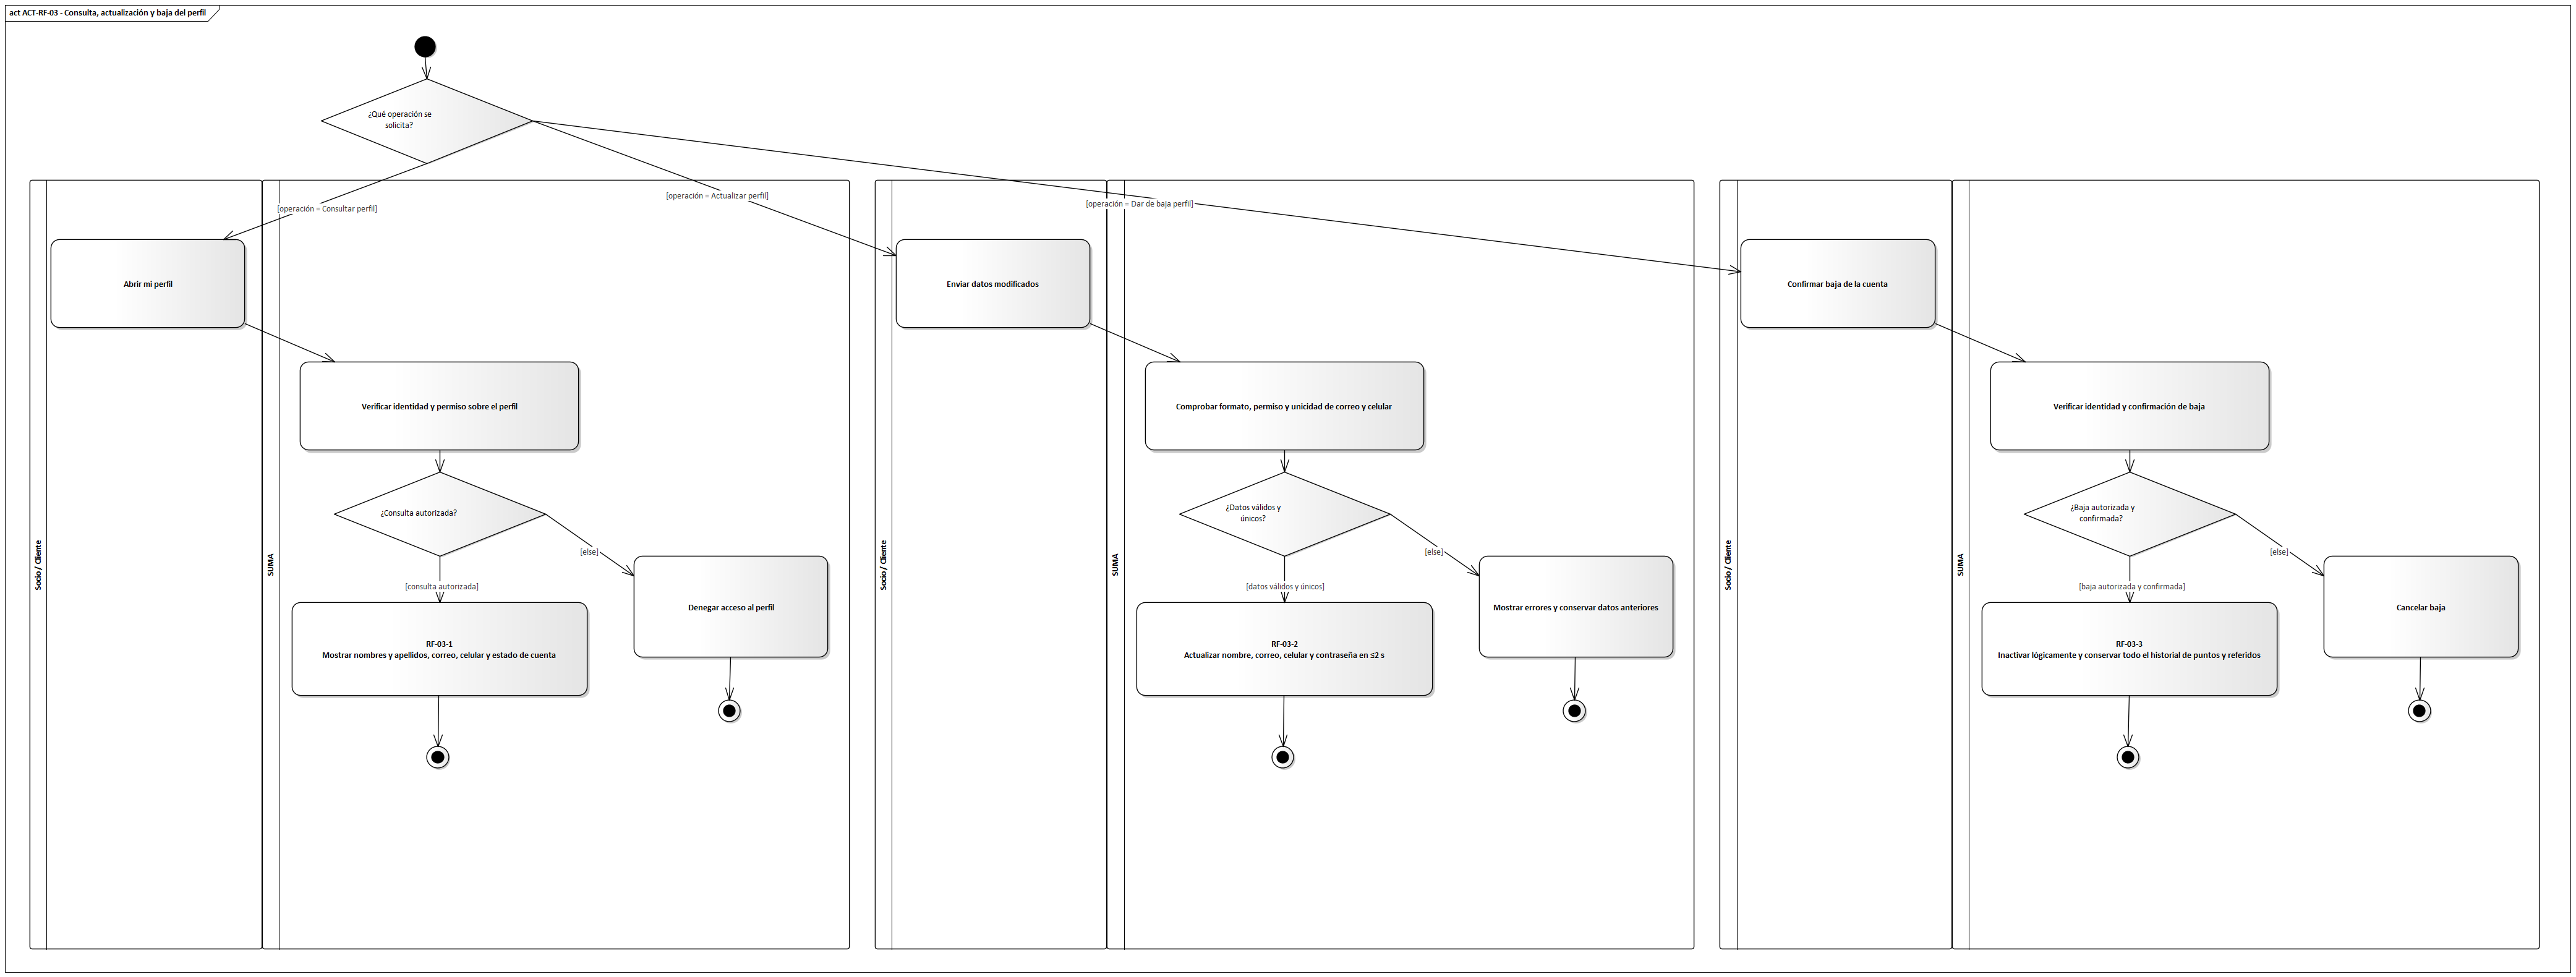 act ACT-RF-03 - Consulta, actualización y baja del perfil
¿Qué operación se
solicita?
[operación = Consultar perfil]
[operación = Actualizar perfil]
[operación = Dar de baja perfil]
Socio / Cliente
Abrir mi perfil
SUMA
Verificar identidad y permiso sobre el perfil
¿Consulta autorizada?
[else]
[consulta autorizada]
Denegar acceso al perfil
RF-03-1
Mostrar nombres y apellidos, correo, celular y estado de cuenta
Socio / Cliente
Enviar datos modificados
SUMA
Comprobar formato, permiso y unicidad de correo y celular
¿Datos válidos y
únicos?
[else]
[datos válidos y únicos]
Mostrar errores y conservar datos anteriores
RF-03-2
Actualizar nombre, correo, celular y contraseña en ≤2 s
Socio / Cliente
Confirmar baja de la cuenta
SUMA
Verificar identidad y confirmación de baja
¿Baja autorizada y
confirmada?
[else]
[baja autorizada y confirmada]
Cancelar baja
RF-03-3
Inactivar lógicamente y conservar todo el historial de puntos y referidos